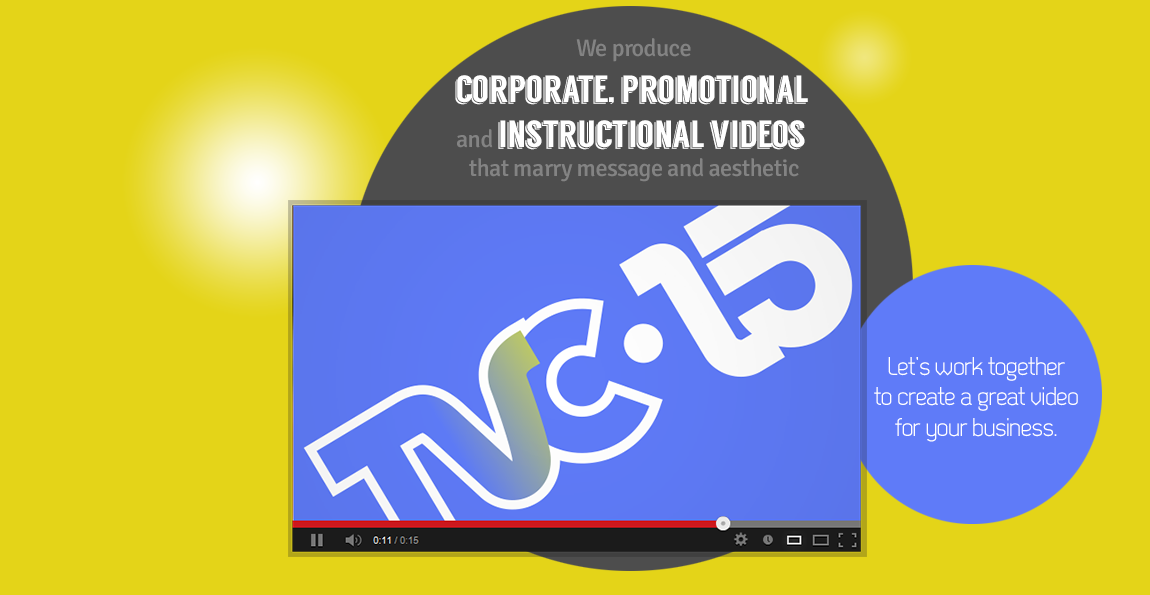 We produce
CORPORATE, PROMOTIONAL
and INSTRUCTIONAL VIDEOS
that marry message and aesthetic
TVC·15
Let's work together
to create a great video
for your business.
0:11 / 0:15